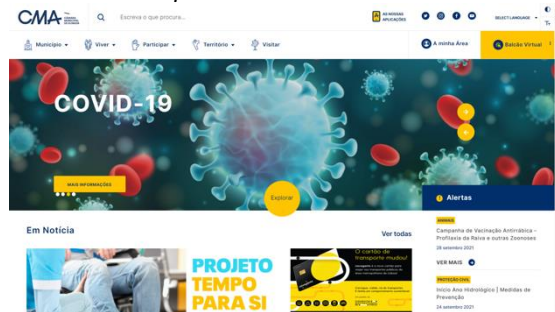 CMA
Escreva o que procura...
AS NOSSAS
APLICAÇÕES
SELECT LANGUAGE
Município
Viver
Participar
Território
Visitar
A minha Área
Balcão Virtual
COVID-19
MAIS INFORMAÇÕES
Explorar
Alertas
Em Notícia
Ver todas
ANIMAIS
Campanha de Vacinação Antirrábica -
Profilaxia da Raiva e outras Zoonoses
28 setembro 2021
VER MAIS
PROTEÇÃO CIVIL
Início Ano Hidrológico | Medidas de
Prevenção
24 setembro 2021
PROJETO
TEMPO
PARA SI
O cartão de
transporte mudou!